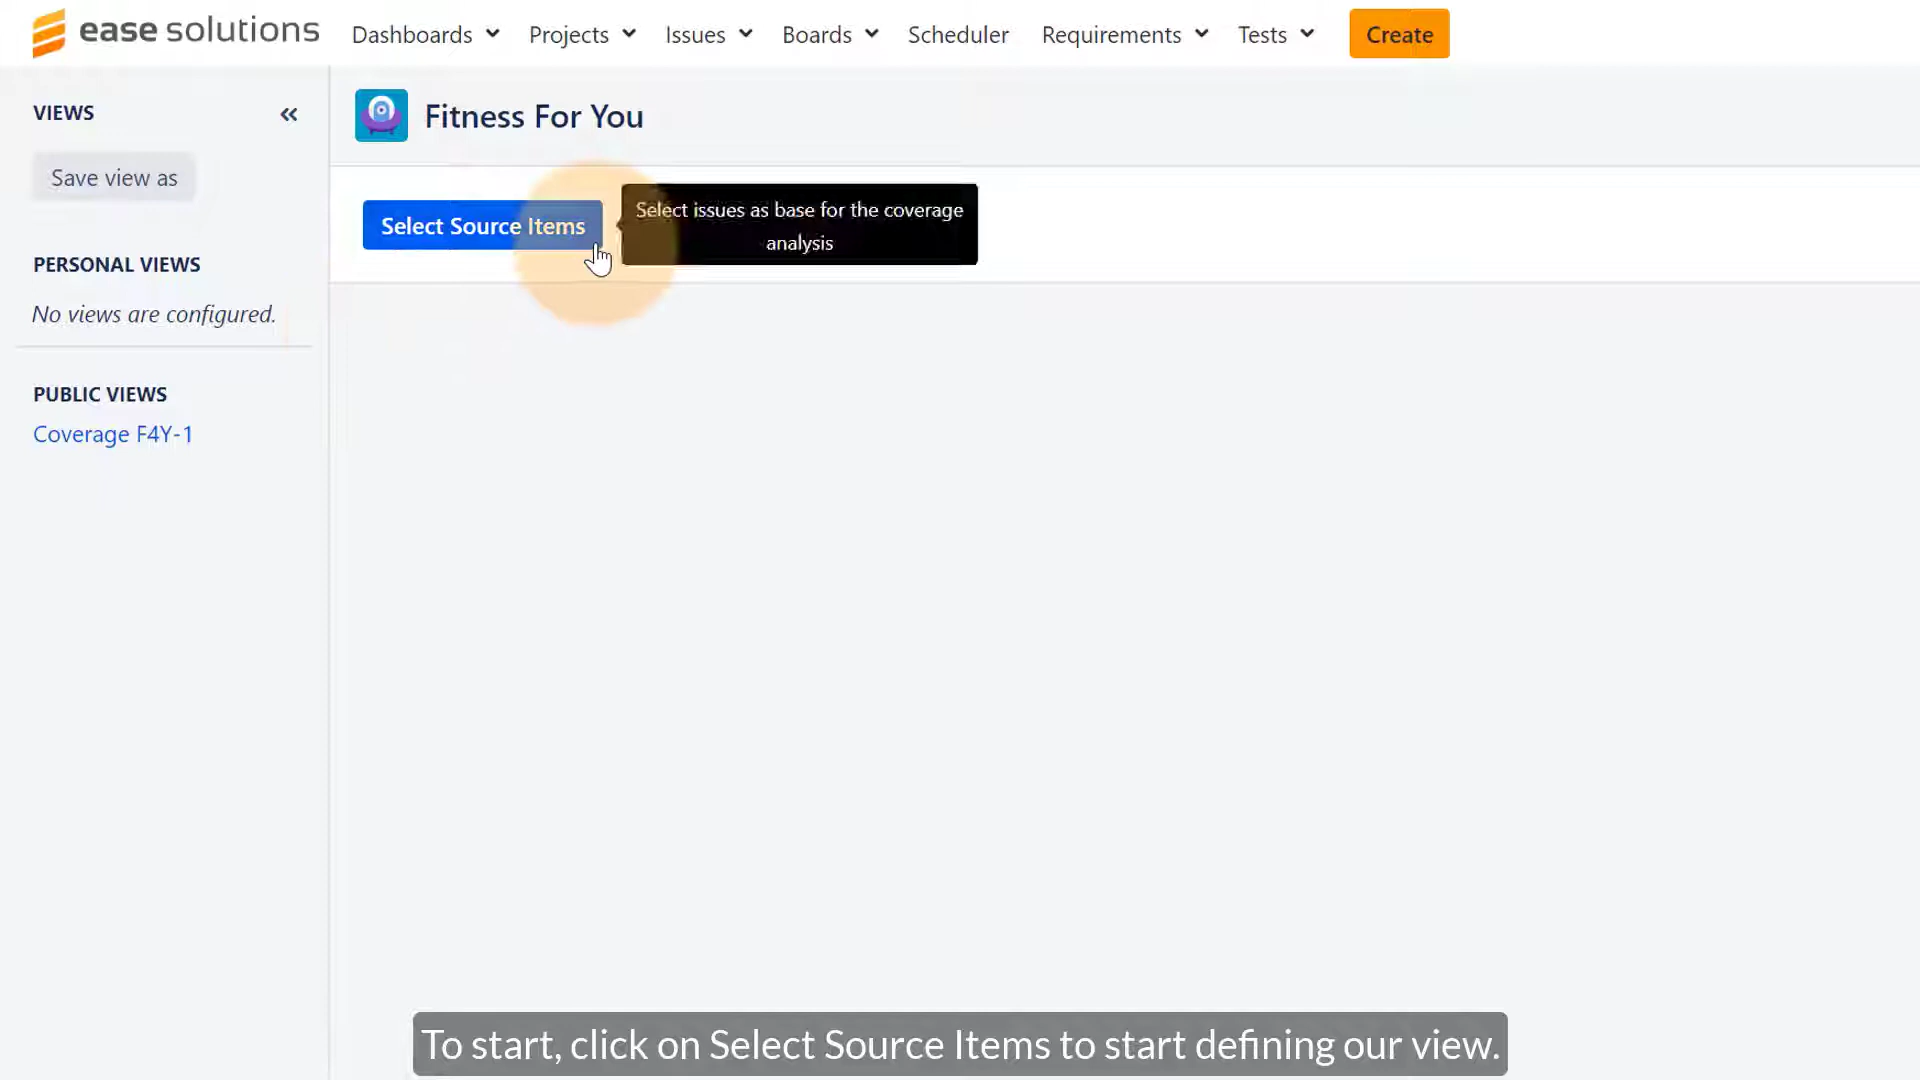 ease solutions Dashboards Projects Issues Boards Scheduler Requirements Tests Create
VIEWS
Fitness For You
Save view as
Select Source Items
Select issues as base for the coverage
analysis
PERSONAL VIEWS
No views are configured.
PUBLIC VIEWS
Coverage F4Y-1
To start, click on Select Source Items to start defining our view.